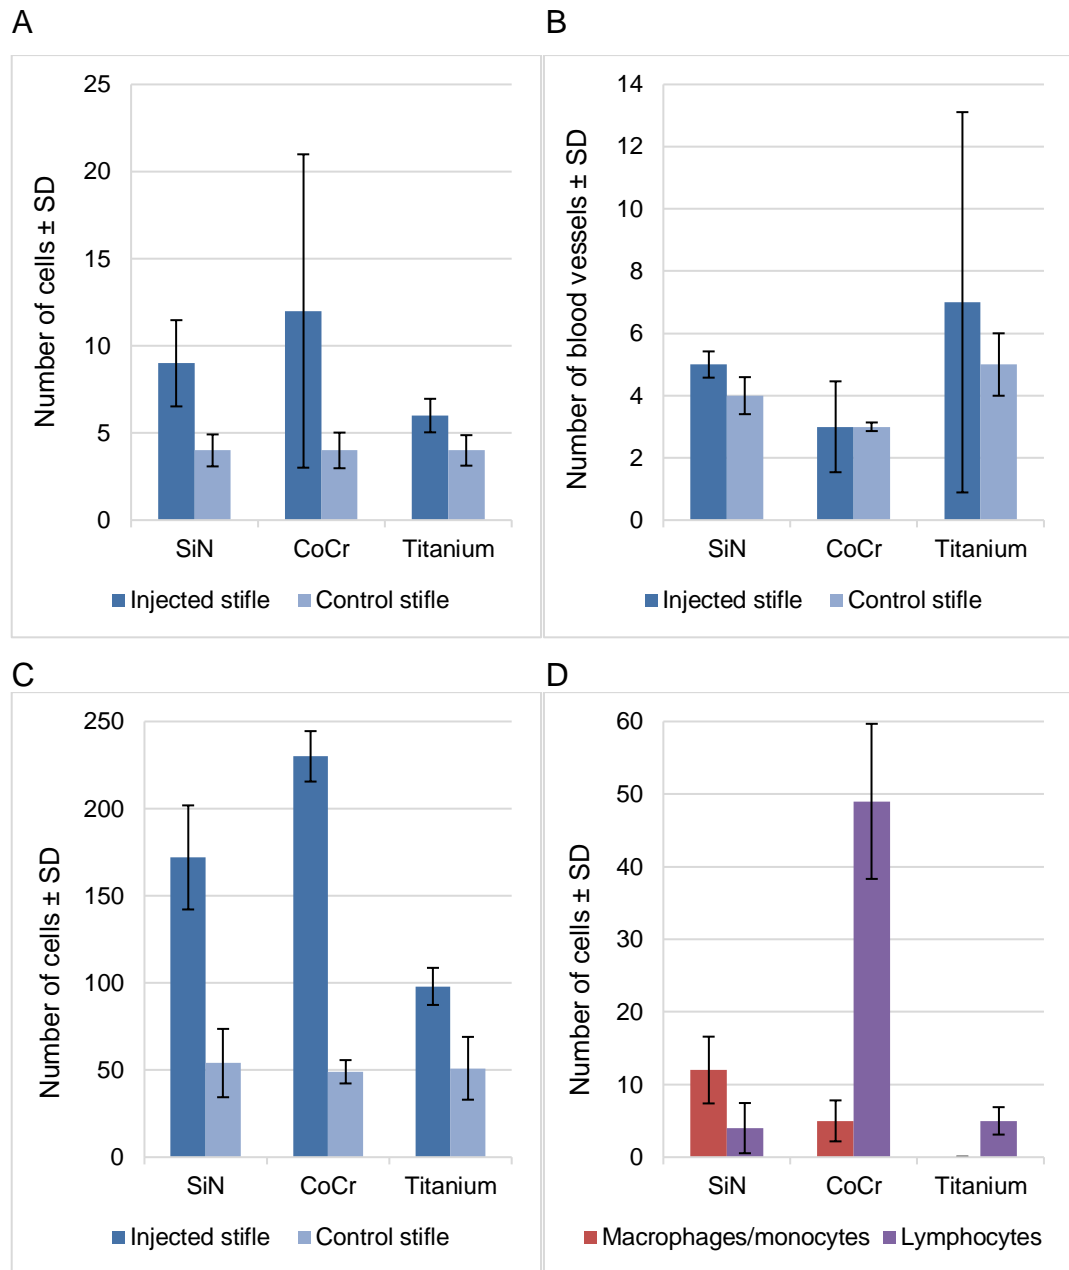 A
Number of cells ± SD
25
20
15
10
5
0
SiN CoCr Titanium
Injected stifle Control stifle
B
Number of blood vessels ± SD
14
12
10
8
6
4
2
0
SiN CoCr Titanium
Injected stifle Control stifle
C
Number of cells ± SD
250
200
150
100
50
0
SiN CoCr Titanium
Injected stifle Control stifle
D
Number of cells ± SD
60
50
40
30
20
10
0
SiN CoCr Titanium
Macrophages/monocytes Lymphocytes